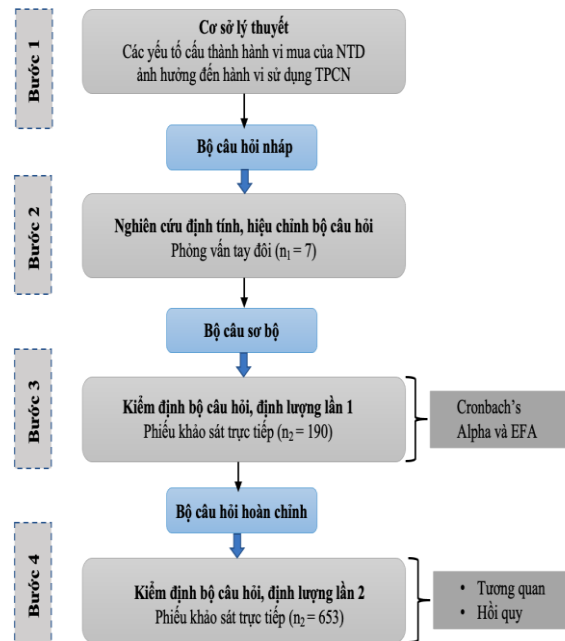 Bước 1
Cơ sở lý thuyết
Các yếu tố cấu thành hành vi mua của NTD
ảnh hưởng đến hành vi sử dụng TPCN
Bộ câu hỏi nháp
Bước 2
Nghiên cứu định tính, hiệu chỉnh bộ câu hỏi
Phỏng vấn tay đôi (n₁ = 7)
Bộ câu sơ bộ
Bước 3
Kiểm định bộ câu hỏi, định lượng lần 1
Phiếu khảo sát trực tiếp (n₂ = 190)
Cronbach's
Alpha và EFA
Bộ câu hỏi hoàn chỉnh
Bước 4
Kiểm định bộ câu hỏi, định lượng lần 2
Phiếu khảo sát trực tiếp (n₂ = 653)
• Tương quan
• Hồi quy